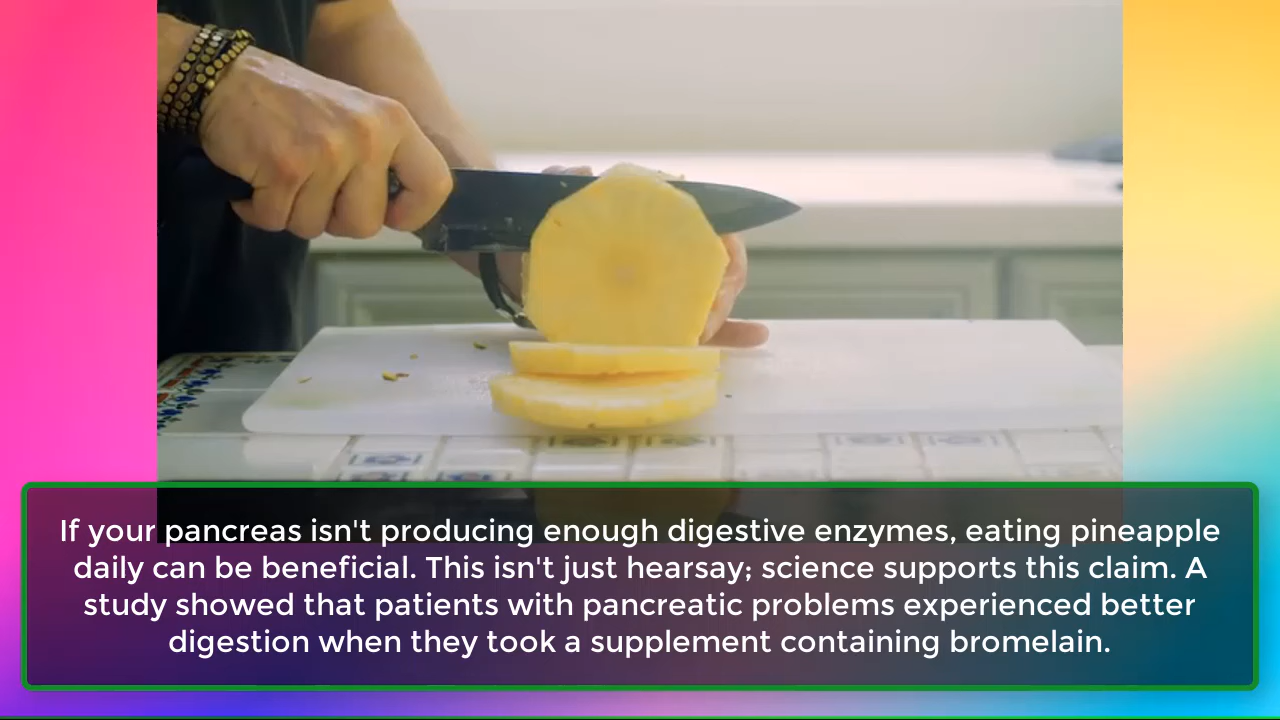 If your pancreas isn't producing enough digestive enzymes, eating pineapple
daily can be beneficial. This isn't just hearsay; science supports this claim. A
study showed that patients with pancreatic problems experienced better
digestion when they took a supplement containing bromelain.